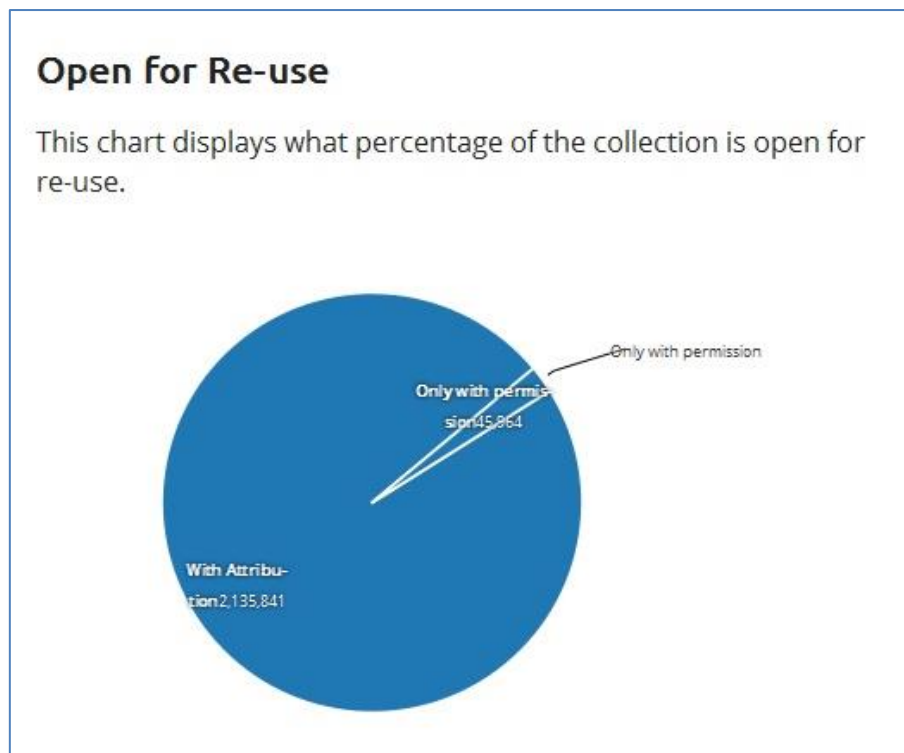 Open for Re-use
This chart displays what percentage of the collection is open for
re-use.
Only with permission
Only with permis-
sion45,964
With Attribu-
tion2,135,841